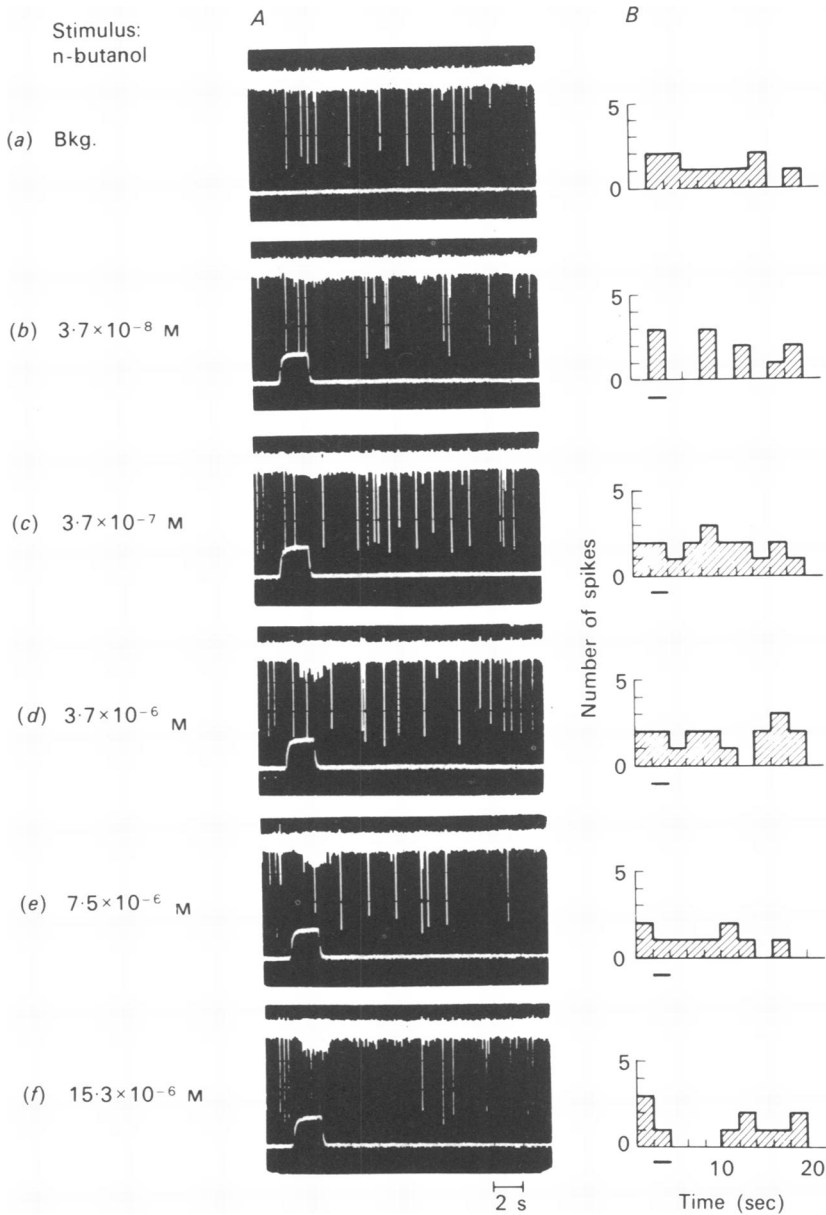 Stimulus:
n-butanol
A
B
(a) Bkg.
5
0
(b) 3·7×10⁻⁸ M
5
0
(c) 3·7×10⁻⁷ M
5
0
Number of spikes
(d) 3·7×10⁻⁶ M
5
0
(e) 7·5×10⁻⁶ M
5
0
(f) 15·3×10⁻⁶ M
5
0
10
20
2 s
Time (sec)